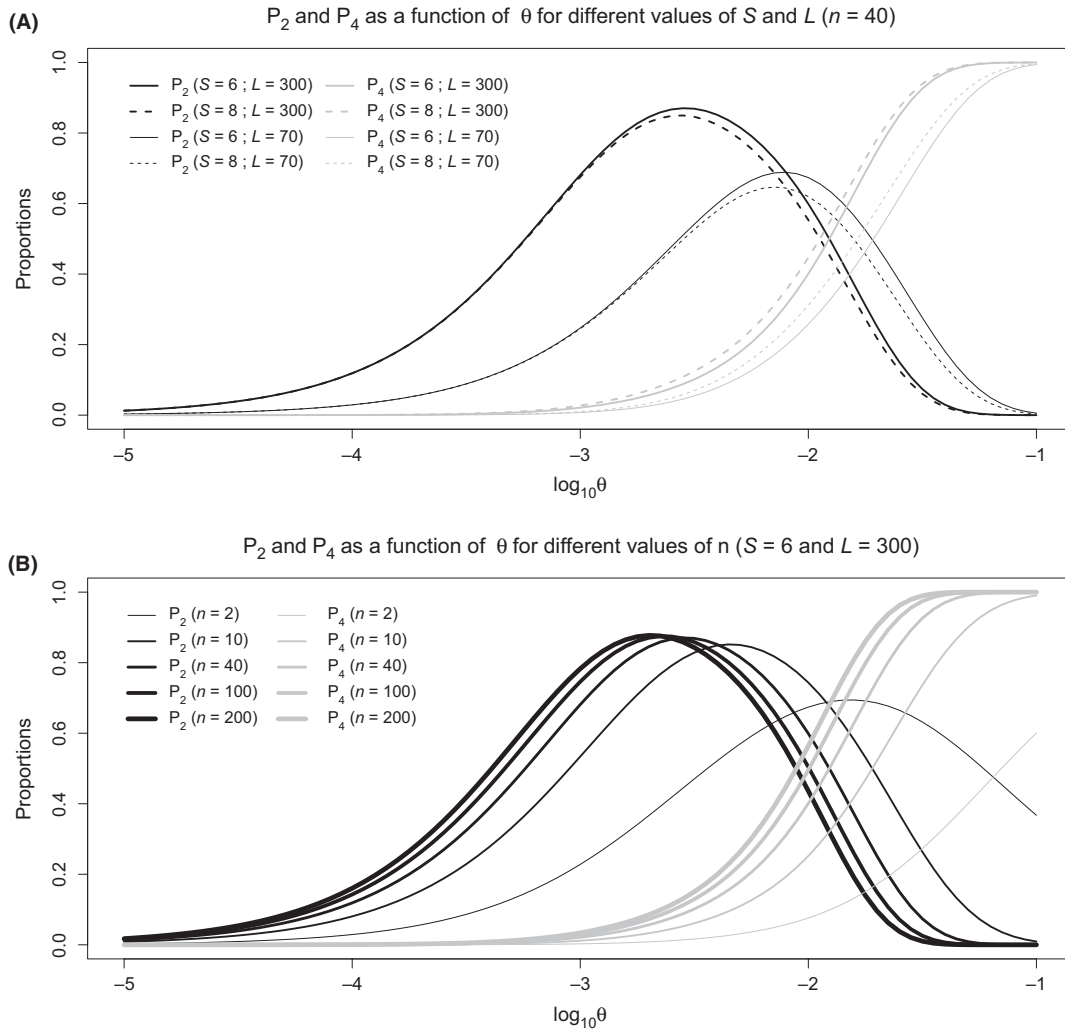 (A)
P₂ and P₄ as a function of θ for different values of S and L (n = 40)
1.0
0.8
0.6
0.4
0.2
0.0
Proportions
P₂ (S = 6 ; L = 300)
P₄ (S = 6 ; L = 300)
P₂ (S = 8 ; L = 300)
P₄ (S = 8 ; L = 300)
P₂ (S = 6 ; L = 70)
P₄ (S = 6 ; L = 70)
P₂ (S = 8 ; L = 70)
P₄ (S = 8 ; L = 70)
–5 –4 –3 –2 –1
log₁₀θ
(B)
P₂ and P₄ as a function of θ for different values of n (S = 6 and L = 300)
1.0
0.8
0.6
0.4
0.2
0.0
Proportions
P₂ (n = 2)
P₄ (n = 2)
P₂ (n = 10)
P₄ (n = 10)
P₂ (n = 40)
P₄ (n = 40)
P₂ (n = 100)
P₄ (n = 100)
P₂ (n = 200)
P₄ (n = 200)
–5 –4 –3 –2 –1
log₁₀θ